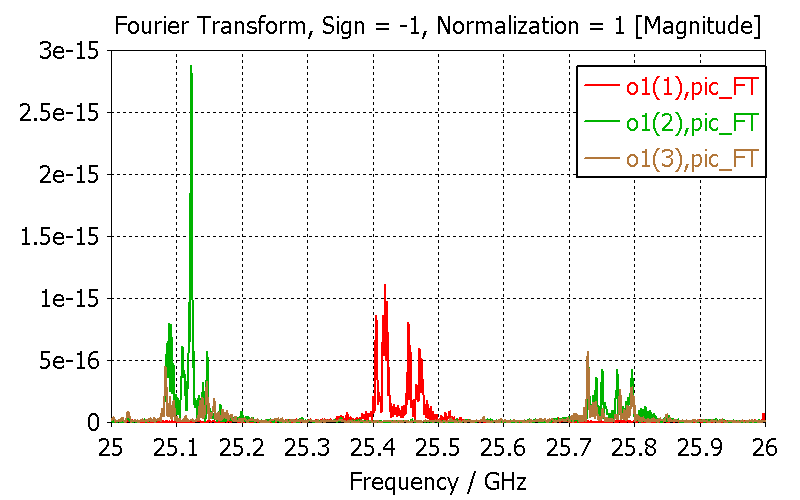 Fourier Transform, Sign = -1, Normalization = 1 [Magnitude]
3e-15
2.5e-15
2e-15
1.5e-15
1e-15
5e-16
0
o1(1),pic_FT
o1(2),pic_FT
o1(3),pic_FT
25 25.1 25.2 25.3 25.4 25.5 25.6 25.7 25.8 25.9 26
Frequency / GHz